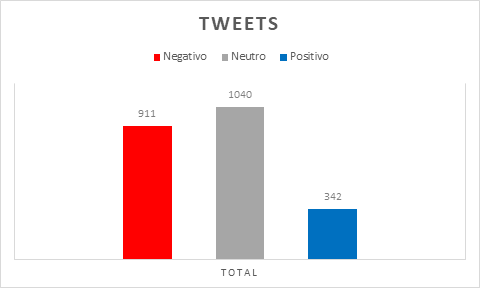 TWEETS
Negativo Neutro Positivo
1040
911
342
TOTAL